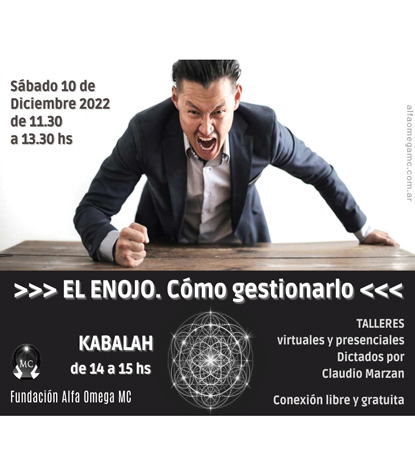 Sábado 10 de
Diciembre 2022
de 11.30
a 13.30 hs
alfaomegamc.com.ar
>>> EL ENOJO. Cómo gestionarlo <<<
KABALAH
de 14 a 15 hs
MC
Fundación Alfa Omega MC
TALLERES
virtuales y presenciales
Dictados por
Claudio Marzan
Conexión libre y gratuita